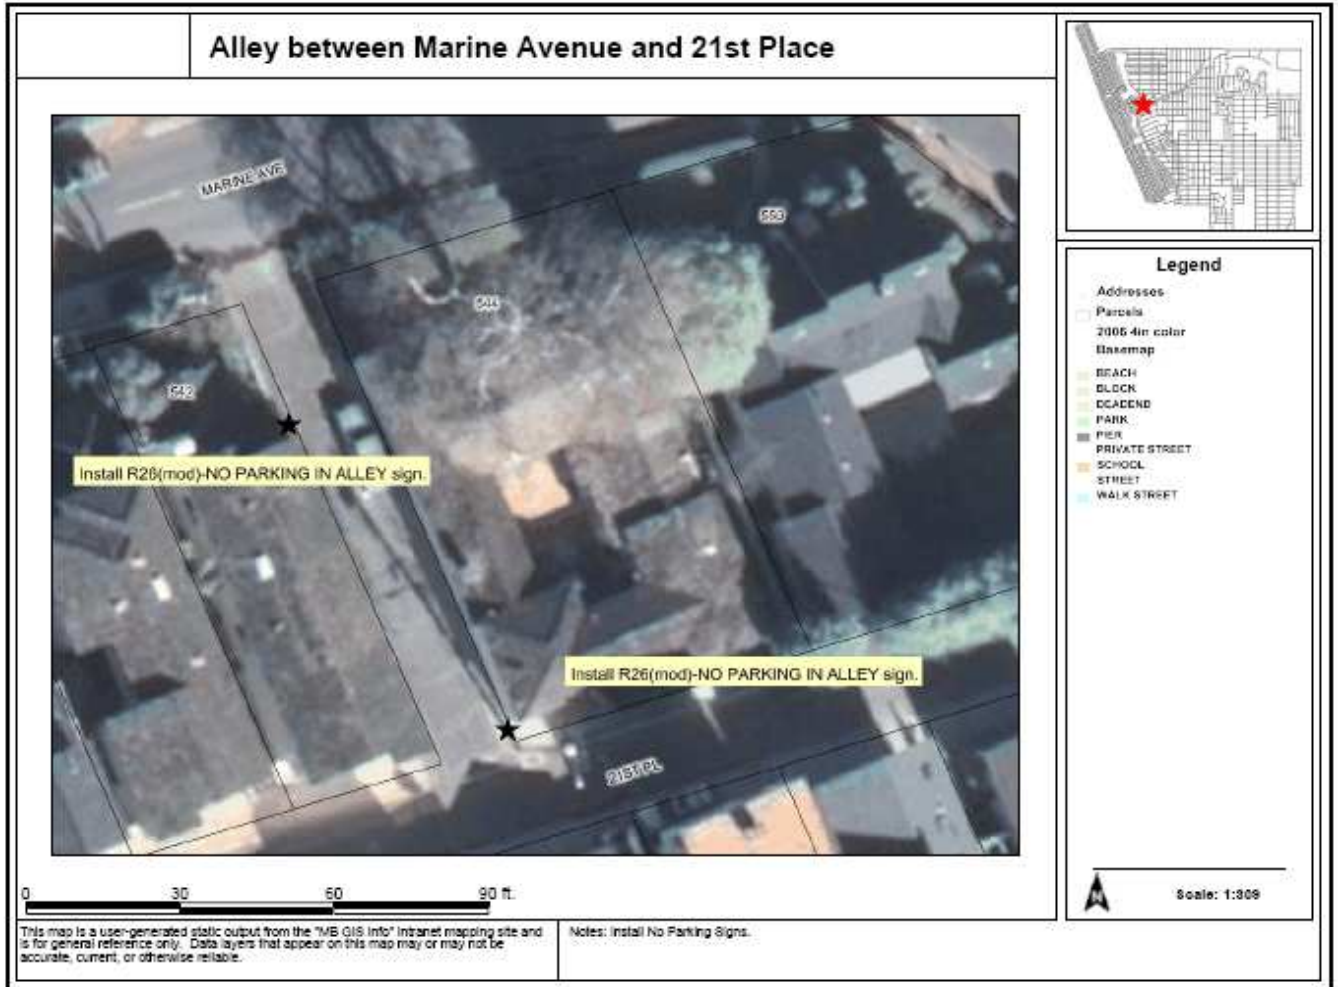 Alley between Marine Avenue and 21st Place
MARINE AVE
553
544
542
Install R26(mod)-NO PARKING IN ALLEY sign.
Install R26(mod)-NO PARKING IN ALLEY sign.
21ST PL
0 30 60 90 ft.
This map is a user-generated static output from the "MB GIS Info" Intranet mapping site and
is for general reference only. Data layers that appear on this map may or may not be
accurate, current, or otherwise reliable.
Notes: Install No Parking Signs.
Legend
Addresses
Parcels
2006 4in color
Basemap
BEACH
BLOCK
DEADEND
PARK
PIER
PRIVATE STREET
SCHOOL
STREET
WALK STREET
N
Scale: 1:309